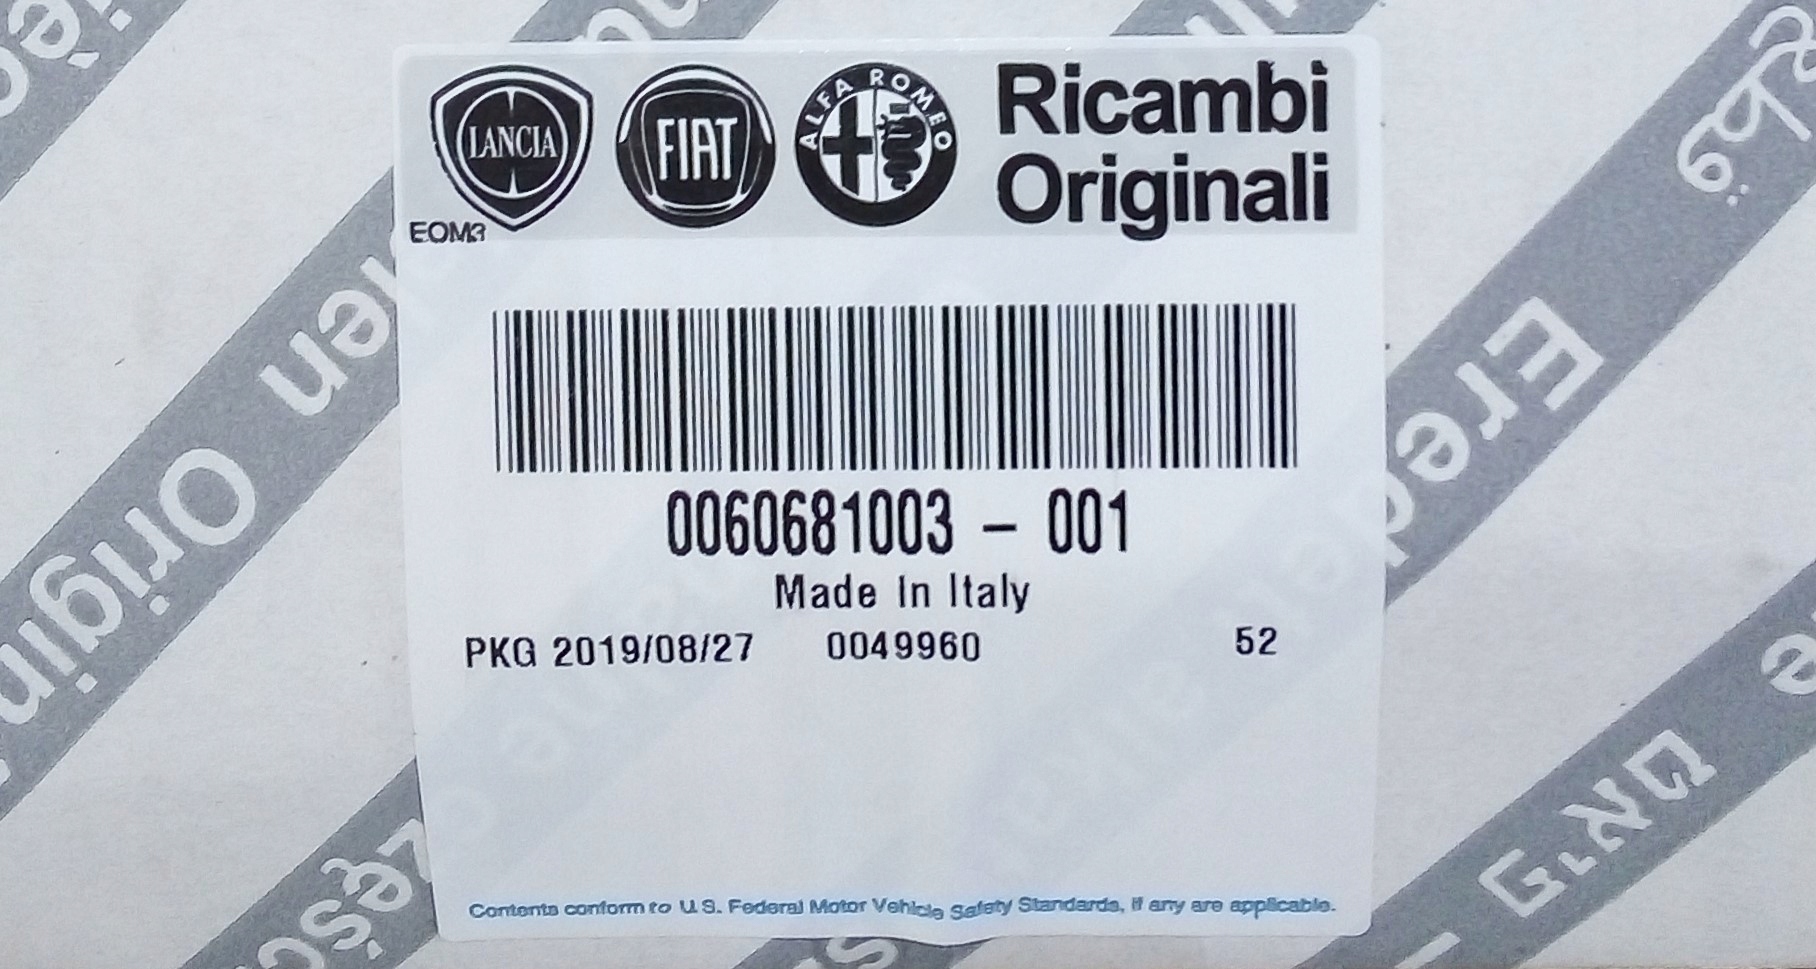 LANCIA
FIAT
ALFA ROMEO
Ricambi
Originali
EOM3
0060681003 - 001
Made In Italy
PKG 2019/08/27 0049960 52
Contents conform to U.S. Federal Motor Vehicle Safety Standards, if any are applicable.